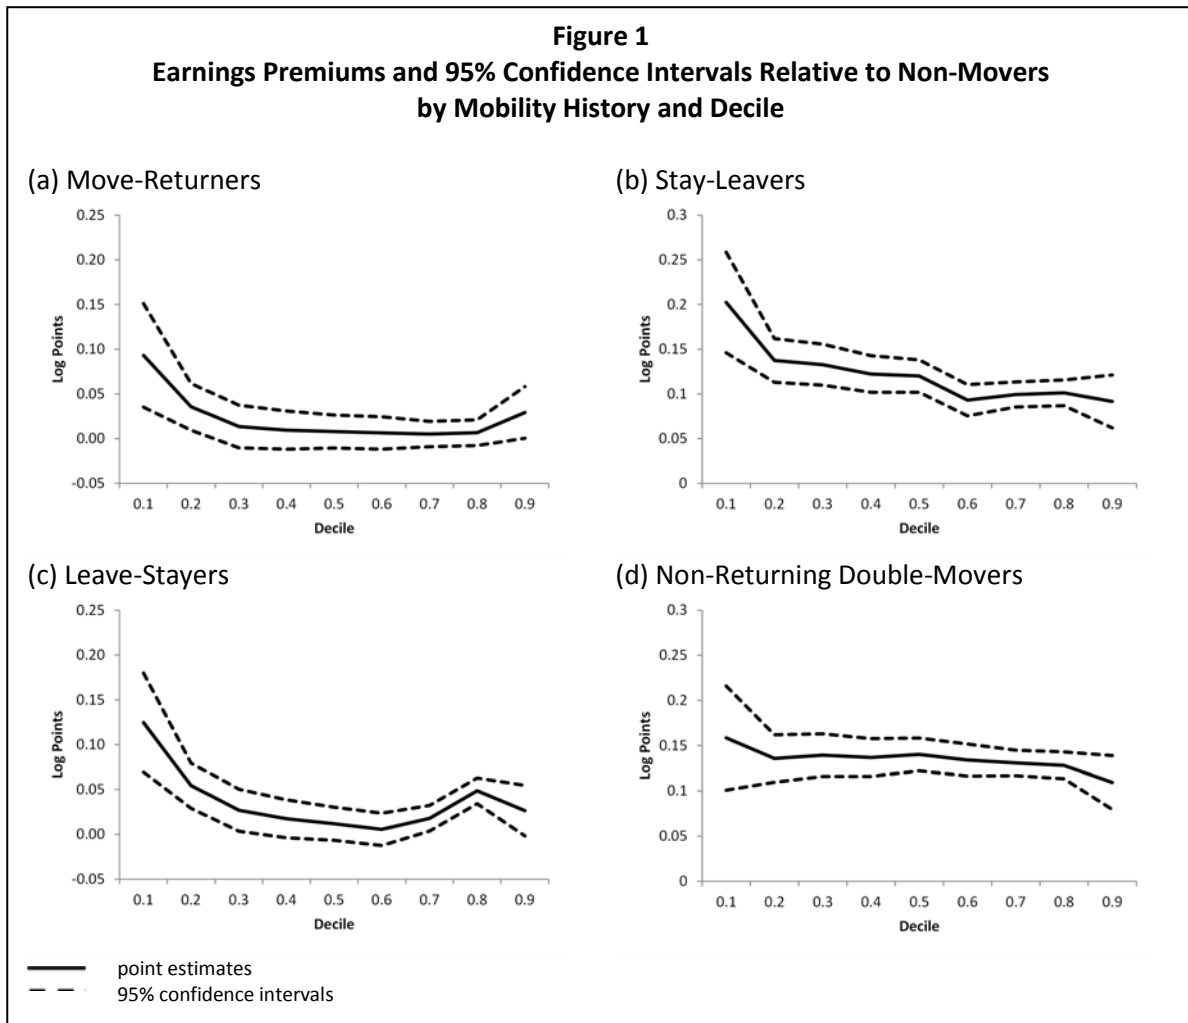 Figure 1
Earnings Premiums and 95% Confidence Intervals Relative to Non-Movers
by Mobility History and Decile
(a) Move-Returners
0.25
0.20
0.15
0.10
0.05
0.00
-0.05
Log Points
0.1 0.2 0.3 0.4 0.5 0.6 0.7 0.8 0.9
Decile
(b) Stay-Leavers
0.3
0.25
0.2
0.15
0.1
0.05
0
Log Points
0.1 0.2 0.3 0.4 0.5 0.6 0.7 0.8 0.9
Decile
(c) Leave-Stayers
0.25
0.20
0.15
0.10
0.05
0.00
-0.05
Log Points
0.1 0.2 0.3 0.4 0.5 0.6 0.7 0.8 0.9
Decile
(d) Non-Returning Double-Movers
0.3
0.25
0.2
0.15
0.1
0.05
0
Log Points
0.1 0.2 0.3 0.4 0.5 0.6 0.7 0.8 0.9
Decile
point estimates
95% confidence intervals